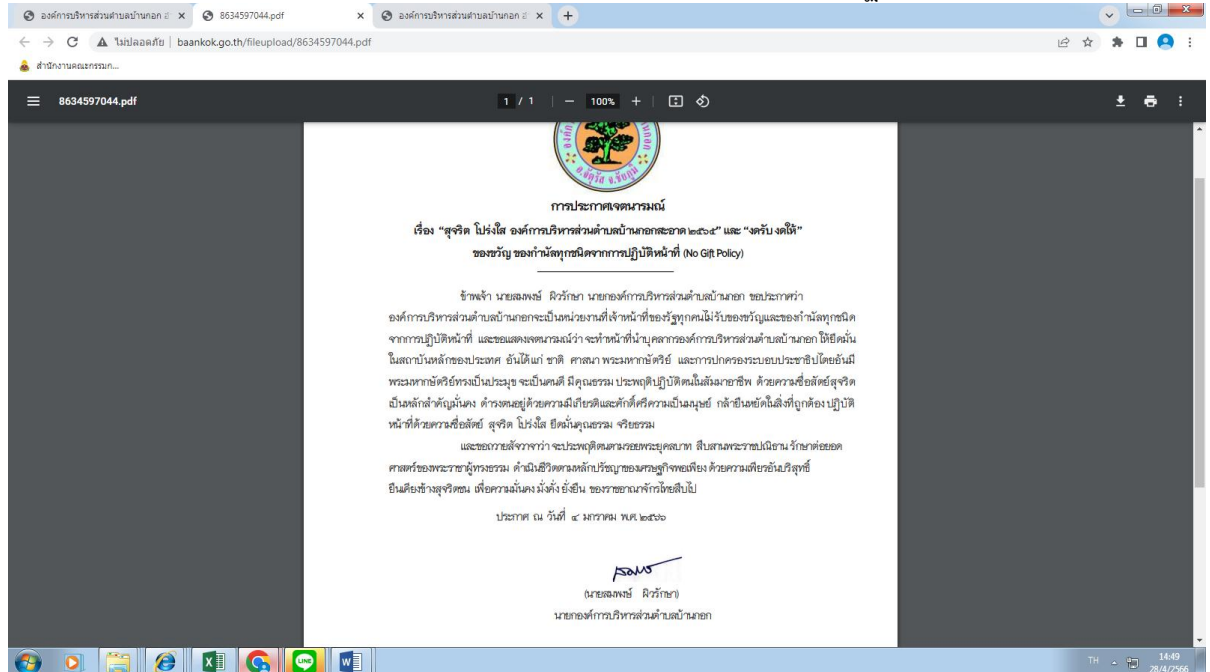 องค์การบริหารส่วนตำบลบ้านกอก อ
8634597044.pdf
องค์การบริหารส่วนตำบลบ้านกอก อ
ไม่ปลอดภัย | baankok.go.th/fileupload/8634597044.pdf
สำนักงานคณะกรรมก...
8634597044.pdf
1 / 1
100%
อ.จัตุรัส จ.ชัยภูมิ
การประกาศเจตนารมณ์
เรื่อง “สุจริต โปร่งใส องค์การบริหารส่วนตำบลบ้านกอกสะอาด ๒๕๖๕” และ “งดรับ งดให้”
ของขวัญ ของกำนัลทุกชนิดจากการปฏิบัติหน้าที่ (No Gift Policy)
ข้าพเจ้า นายสมพงษ์ ผิวรักษา นายกองค์การบริหารส่วนตำบลบ้านกอก ขอประกาศว่า
องค์การบริหารส่วนตำบลบ้านกอกจะเป็นหน่วยงานที่เจ้าหน้าที่ของรัฐทุกคนไม่รับของขวัญและของกำนัลทุกชนิด
จากการปฏิบัติหน้าที่ และขอแสดงเจตนารมณ์ว่า จะทำหน้าที่นำบุคลากรองค์การบริหารส่วนตำบลบ้านกอก ให้ยึดมั่น
ในสถาบันหลักของประเทศ อันได้แก่ ชาติ ศาสนา พระมหากษัตริย์ และการปกครองระบอบประชาธิปไตยอันมี
พระมหากษัตริย์ทรงเป็นประมุข จะเป็นคนดี มีคุณธรรม ประพฤติปฏิบัติตนในสัมมาอาชีพ ด้วยความซื่อสัตย์สุจริต
เป็นหลักสำคัญมั่นคง ดำรงตนอยู่ด้วยความมีเกียรติและศักดิ์ศรีความเป็นมนุษย์ กล้ายืนหยัดในสิ่งที่ถูกต้อง ปฏิบัติ
หน้าที่ด้วยความซื่อสัตย์ สุจริต โปร่งใส ยึดมั่นคุณธรรม จริยธรรม
และขอถวายสัจวาจาว่า จะประพฤติตนตามรอยพระยุคลบาท สืบสานพระราชปณิธาน รักษาต่อยอด
ศาสตร์ของพระราชาผู้ทรงธรรม ดำเนินชีวิตตามหลักปรัชญาของเศรษฐกิจพอเพียง ด้วยความเพียรอันบริสุทธิ์
ยืนเคียงข้างสุจริตชน เพื่อความมั่นคง มั่งคั่ง ยั่งยืน ของราชอาณาจักรไทยสืบไป
ประกาศ ณ วันที่ ๔ มกราคม พ.ศ. ๒๕๖๖
(นายสมพงษ์ ผิวรักษา)
นายกองค์การบริหารส่วนตำบลบ้านกอก
LINE
TH
14:49
28/4/2566